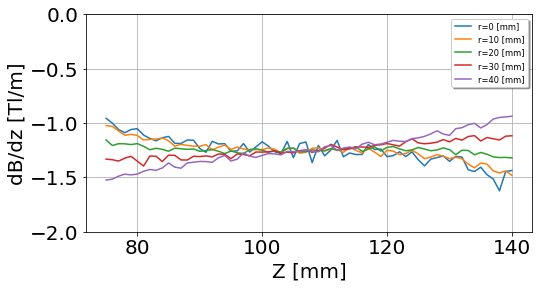 0.0
−0.5
−1.0
−1.5
−2.0
dB/dz [Tl/m]
r=0 [mm]
r=10 [mm]
r=20 [mm]
r=30 [mm]
r=40 [mm]
80
100
120
140
Z [mm]